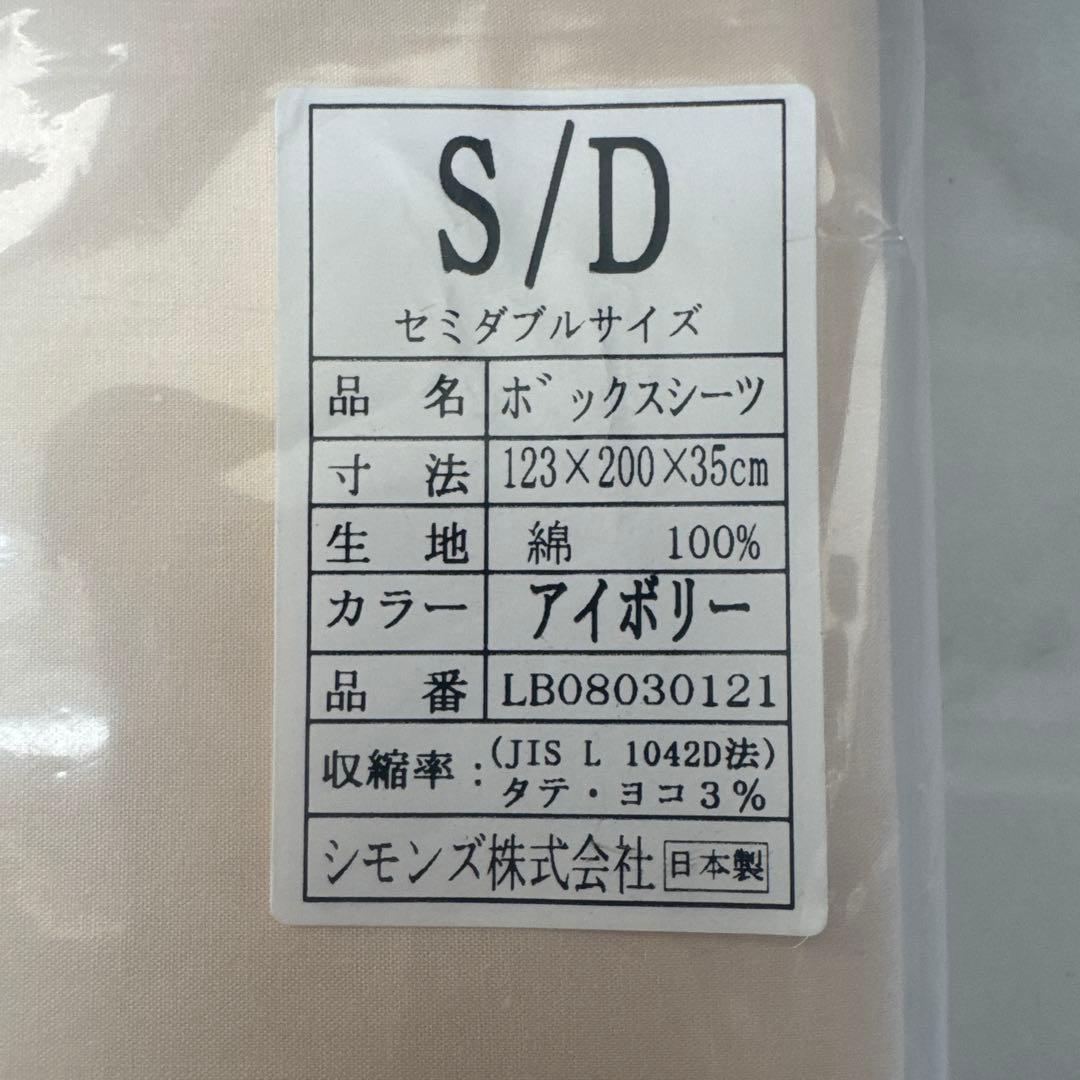 S/D
セミダブルサイズ
品名 ボックスシーツ
寸法 123×200×35cm
生地 綿 100%
カラー アイボリー
品番 LB08030121
収縮率：(JIS L 1042D法)
タテ・ヨコ3%
シモンズ株式会社 日本製